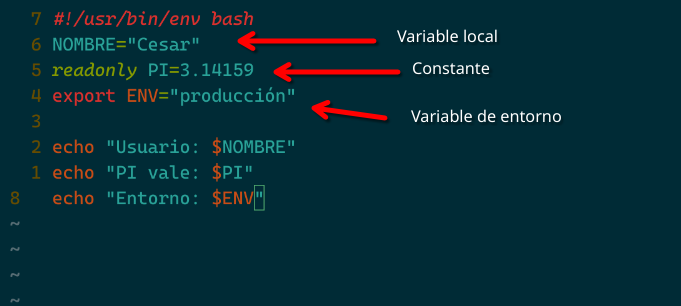 7 #!/usr/bin/env bash
6 NOMBRE="Cesar" Variable local
5 readonly PI=3.14159 Constante
4 export ENV="producción" Variable de entorno
3
2 echo "Usuario: $NOMBRE"
1 echo "PI vale: $PI"
8 echo "Entorno: $ENV"
~
~
~
~